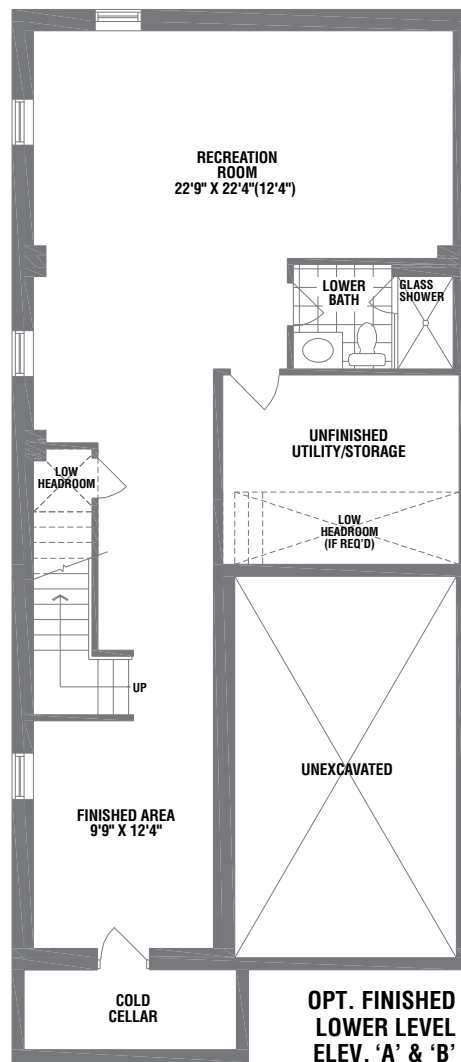 RECREATION
ROOM
22'9" X 22'4"(12'4")
LOWER
BATH
GLASS
SHOWER
UNFINISHED
UTILITY/STORAGE
LOW
HEADROOM
LOW
HEADROOM
(IF REQ'D)
UP
UNEXCAVATED
FINISHED AREA
9'9" X 12'4"
COLD
CELLAR
OPT. FINISHED
LOWER LEVEL
ELEV. ‘A’ & ‘B’